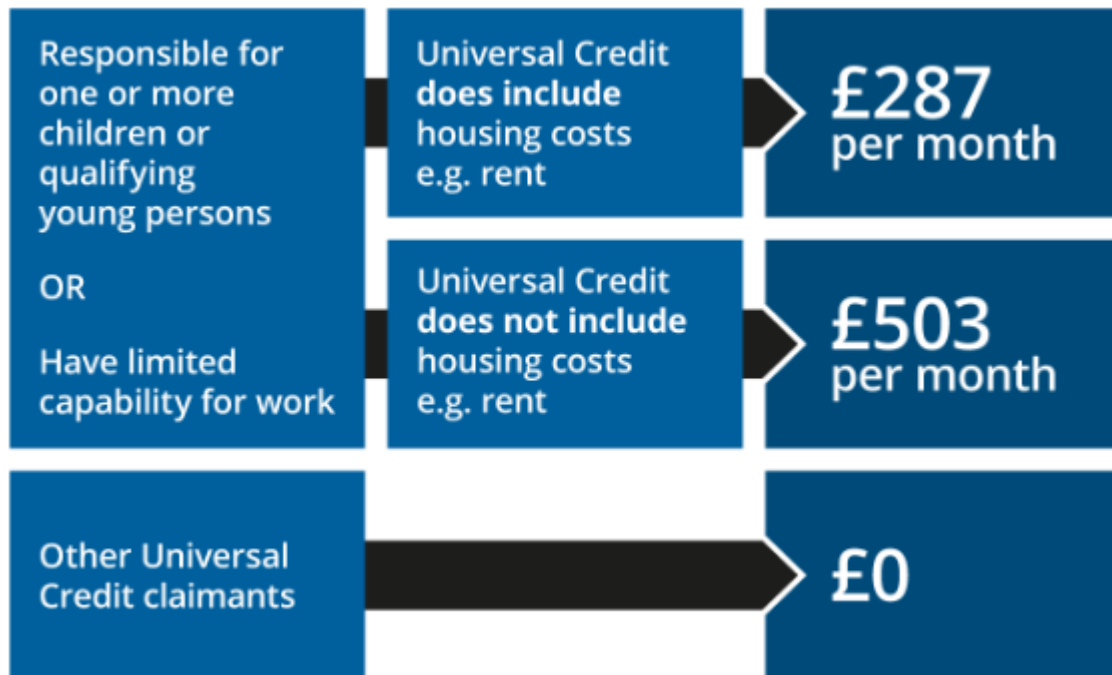 Responsible for
one or more
children or
qualifying
young persons
OR
Have limited
capability for work
Universal Credit
does include
housing costs
e.g. rent
£287
per month
Universal Credit
does not include
housing costs
e.g. rent
£503
per month
Other Universal
Credit claimants
£0